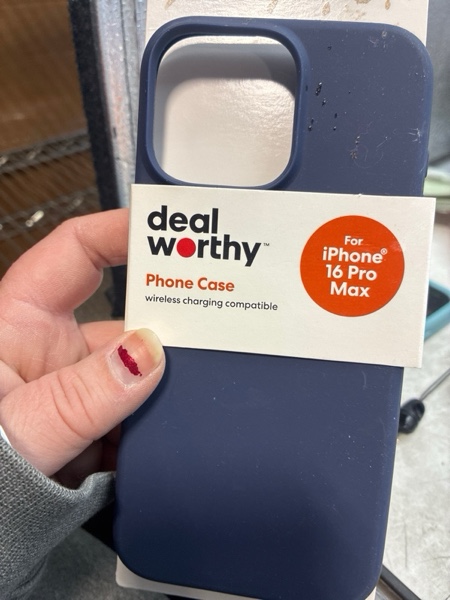 deal
worthy™
Phone Case
wireless charging compatible
For
iPhone®
16 Pro
Max